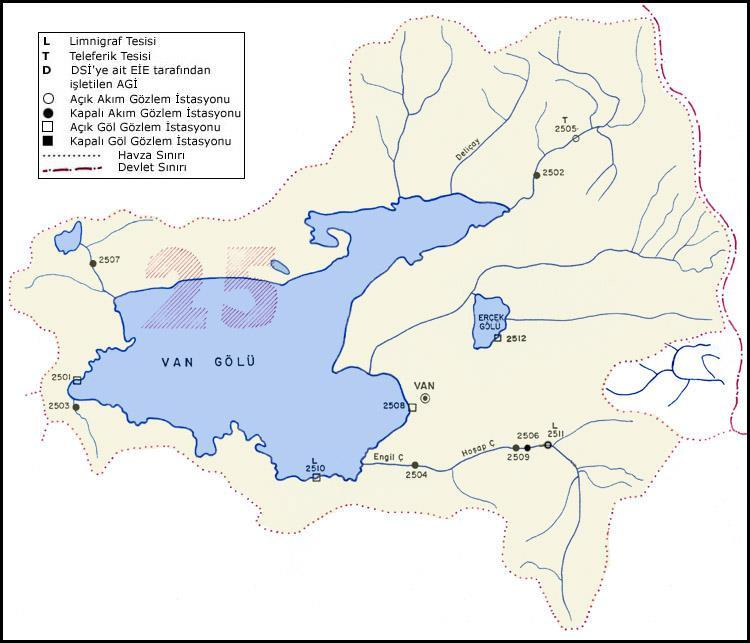 L Limnigraf Tesisi
T Teleferik Tesisi
D DSİ'ye ait EİE tarafından
işletilen AGİ
Açık Akım Gözlem İstasyonu
Kapalı Akım Gözlem İstasyonu
Açık Göl Gözlem İstasyonu
Kapalı Göl Gözlem İstasyonu
Havza Sınırı
Devlet Sınırı
T
2505
Deliçay
2502
2507
25
ERÇEK
GÖLÜ
2512
VAN GÖLÜ
2501
VAN
2503
2508
L
2506 2511
Hoşap Ç
2509
Engil Ç
2504
L
2510